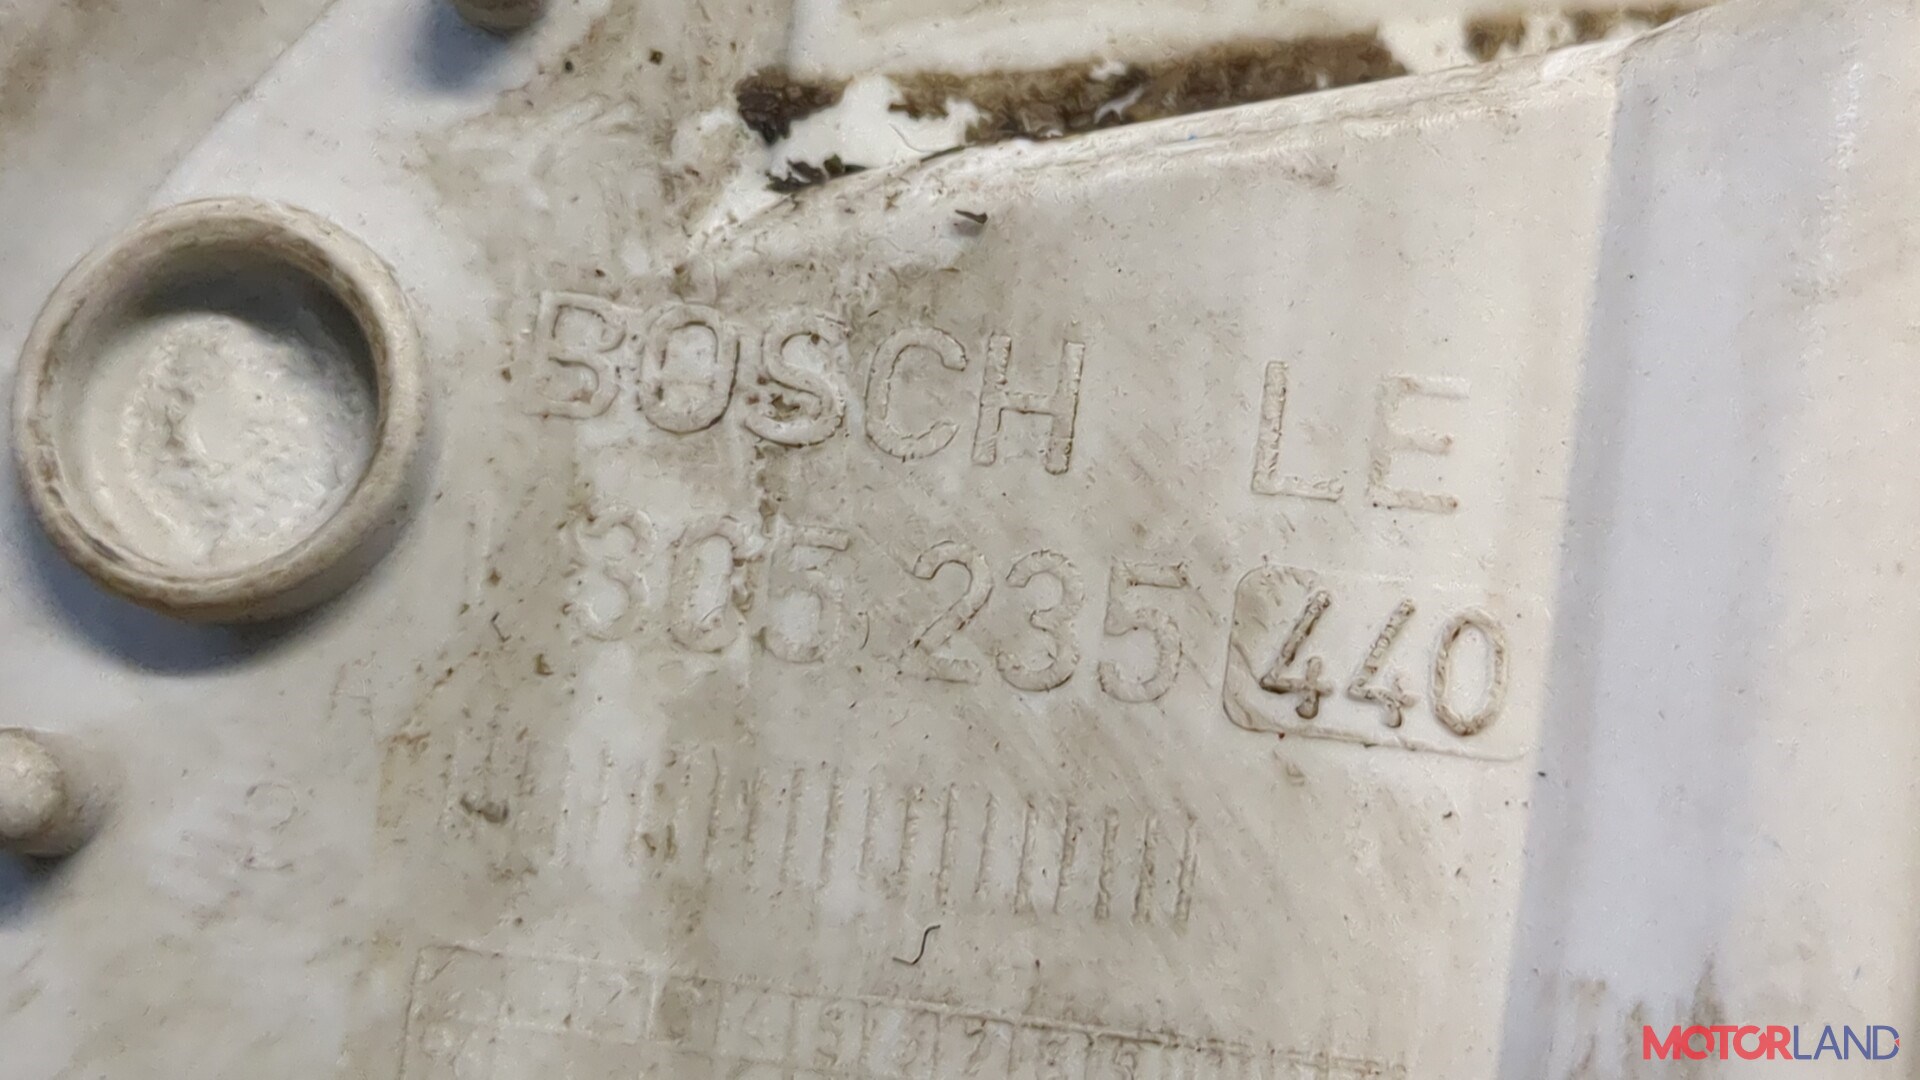 BOSCH LE
305 235 440
MOTORLAND